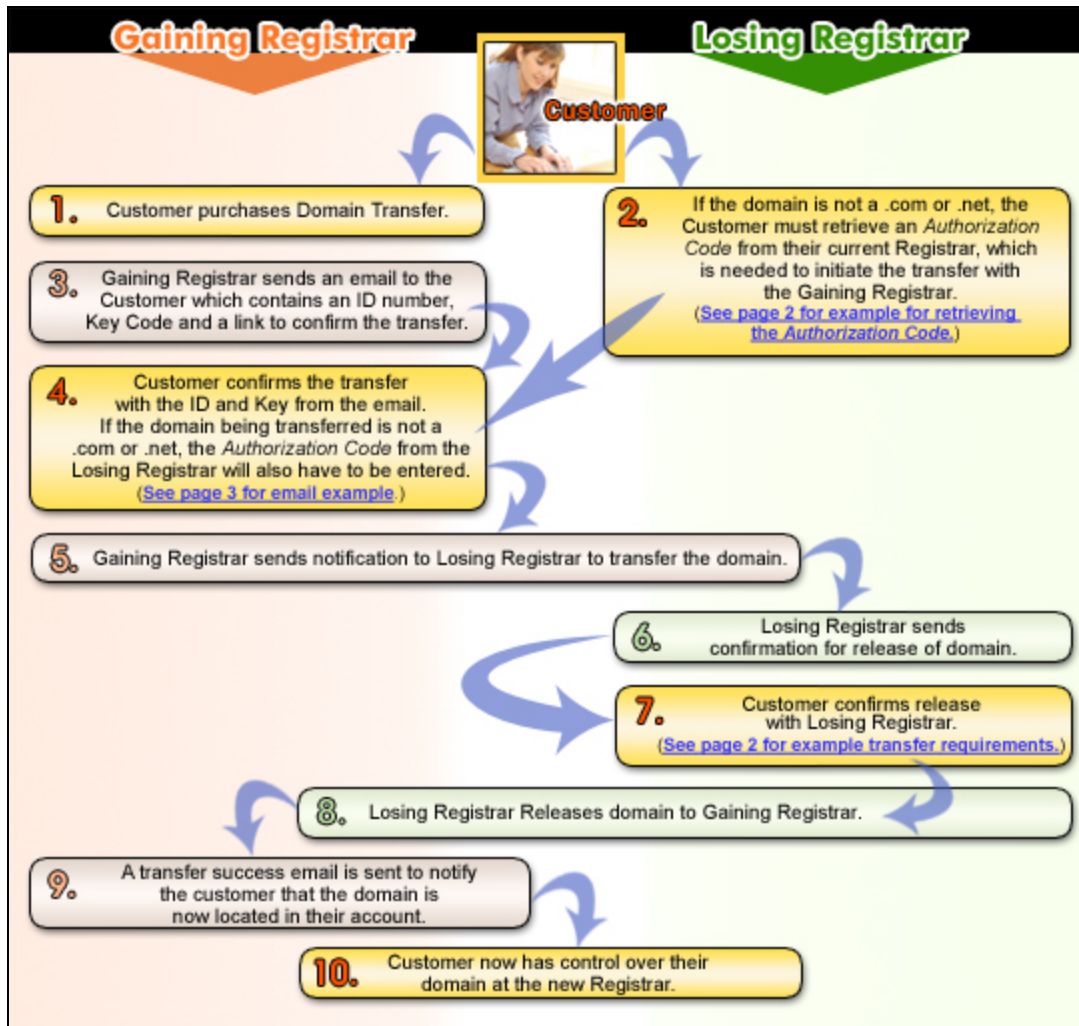 Gaining Registrar
Losing Registrar
Customer
1.
Customer purchases Domain Transfer.
2.
If the domain is not a .com or .net, the
Customer must retrieve an Authorization
Code from their current Registrar, which
is needed to initiate the transfer with
the Gaining Registrar.
(See page 2 for example for retrieving
the Authorization Code.)
3.
Gaining Registrar sends an email to the
Customer which contains an ID number,
Key Code and a link to confirm the transfer.
4.
Customer confirms the transfer
with the ID and Key from the email.
If the domain being transferred is not a
.com or .net, the Authorization Code from the
Losing Registrar will also have to be entered.
(See page 3 for email example.)
5.
Gaining Registrar sends notification to Losing Registrar to transfer the domain.
6.
Losing Registrar sends
confirmation for release of domain.
7.
Customer confirms release
with Losing Registrar.
(See page 2 for example transfer requirements.)
8.
Losing Registrar Releases domain to Gaining Registrar.
9.
A transfer success email is sent to notify
the customer that the domain is
now located in their account.
10.
Customer now has control over their
domain at the new Registrar.